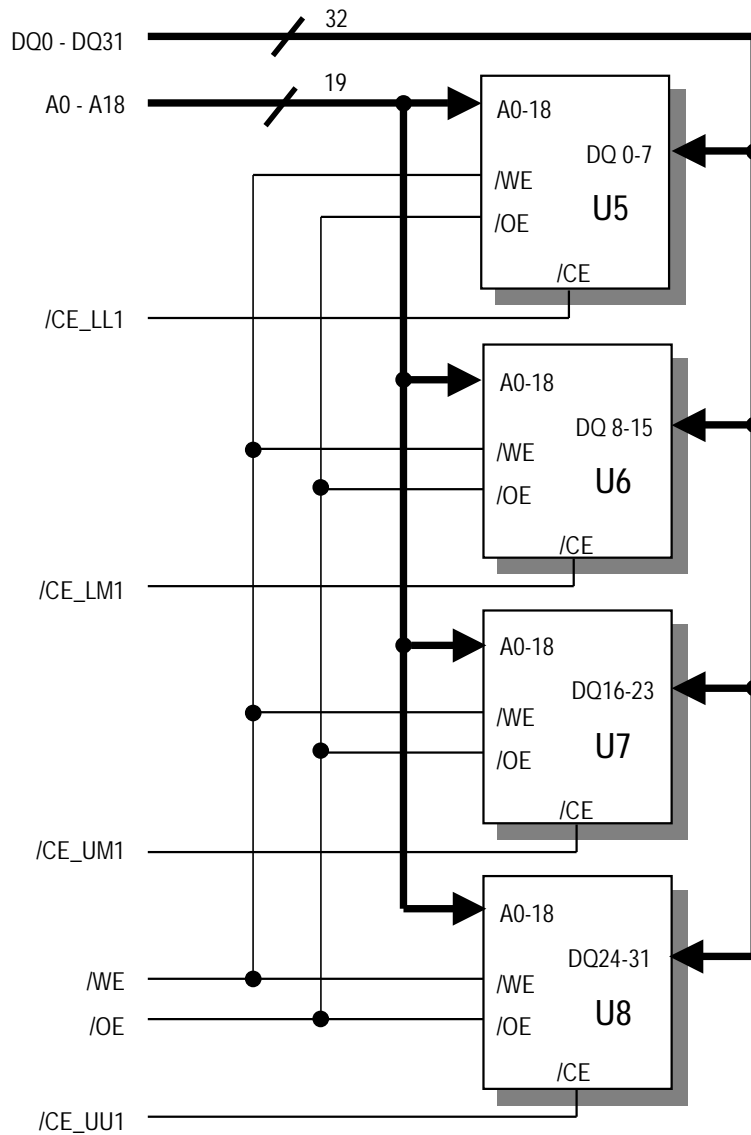 32
DQ0 - DQ31
19
A0 - A18
A0-18
DQ 0-7
/WE
U5
/OE
/CE
/CE_LL1
A0-18
DQ 8-15
/WE
U6
/OE
/CE
/CE_LM1
A0-18
DQ16-23
/WE
U7
/OE
/CE
/CE_UM1
A0-18
DQ24-31
/WE
/WE
U8
/OE
/OE
/CE
/CE_UU1